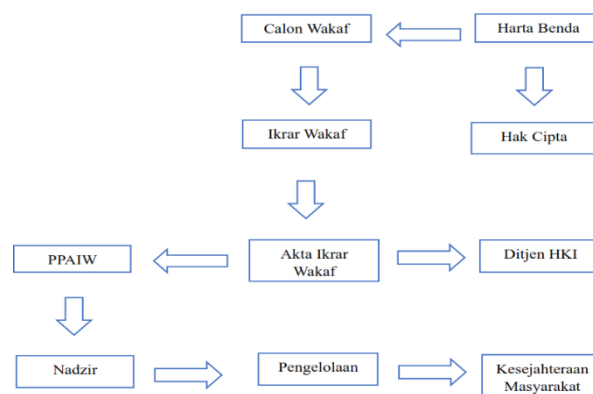 Calon Wakaf
Harta Benda
Ikrar Wakaf
Hak Cipta
PPAIW
Akta Ikrar
Wakaf
Ditjen HKI
Nadzir
Pengelolaan
Kesejahteraan
Masyarakat